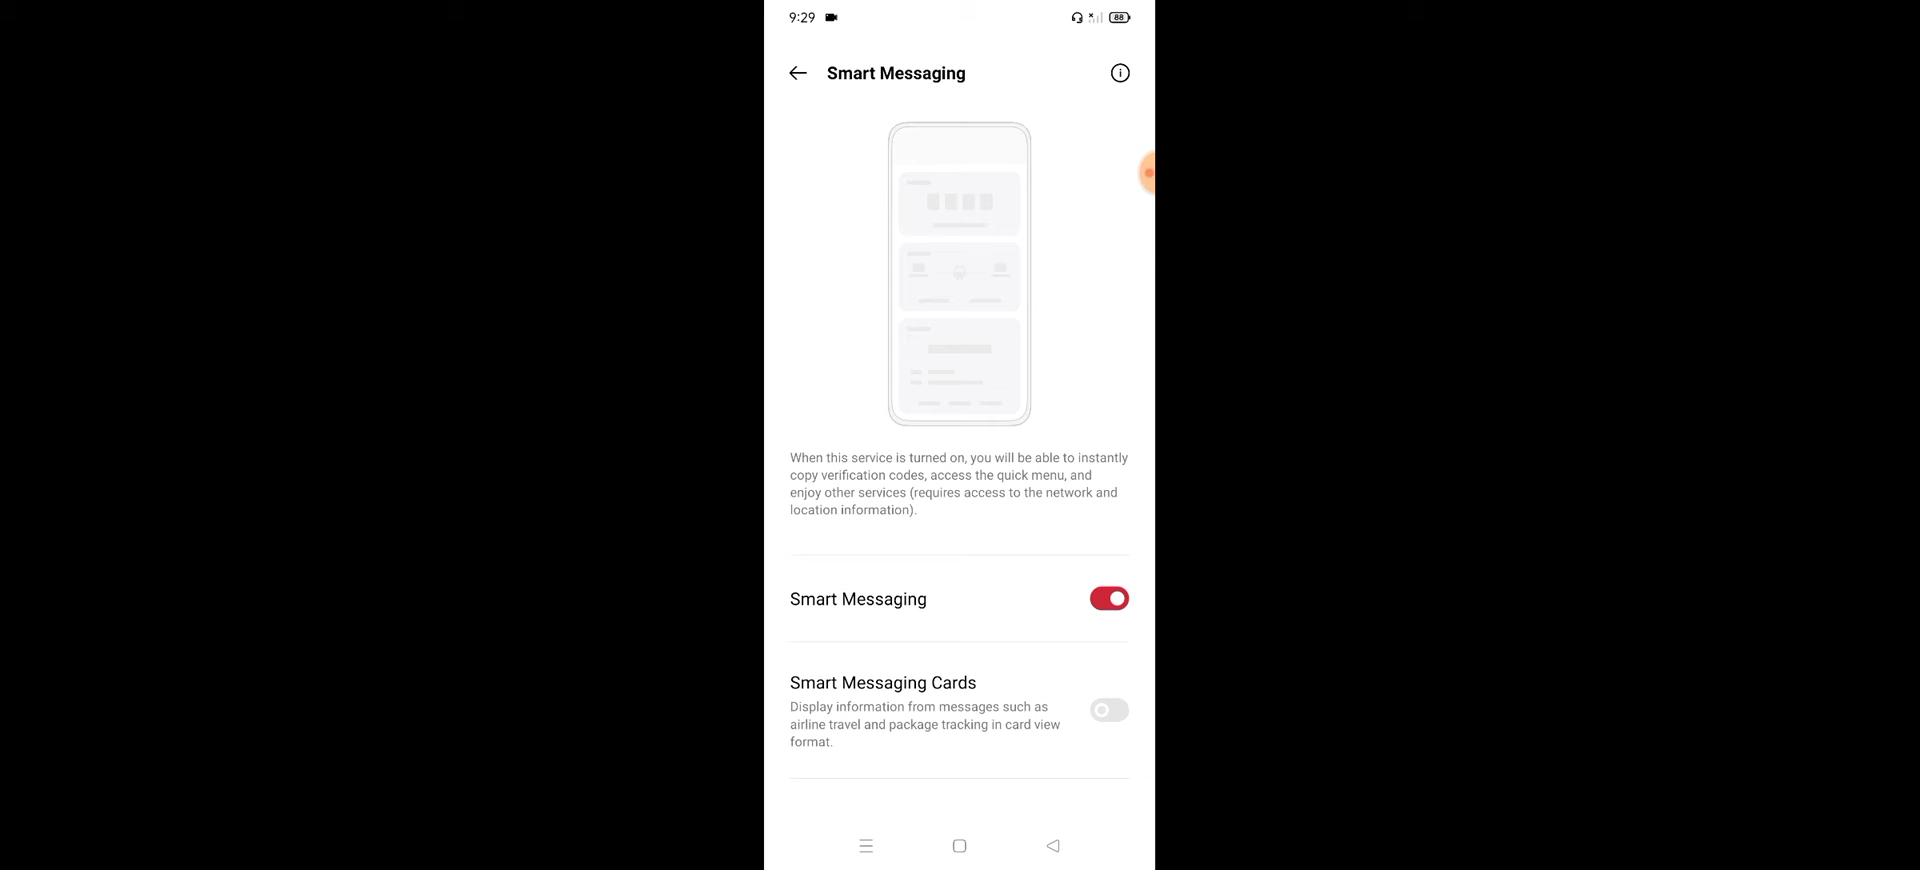 9:29 88
Smart Messaging
When this service is turned on, you will be able to instantly
copy verification codes, access the quick menu, and
enjoy other services (requires access to the network and
location information).
Smart Messaging
Smart Messaging Cards
Display information from messages such as
airline travel and package tracking in card view
format.